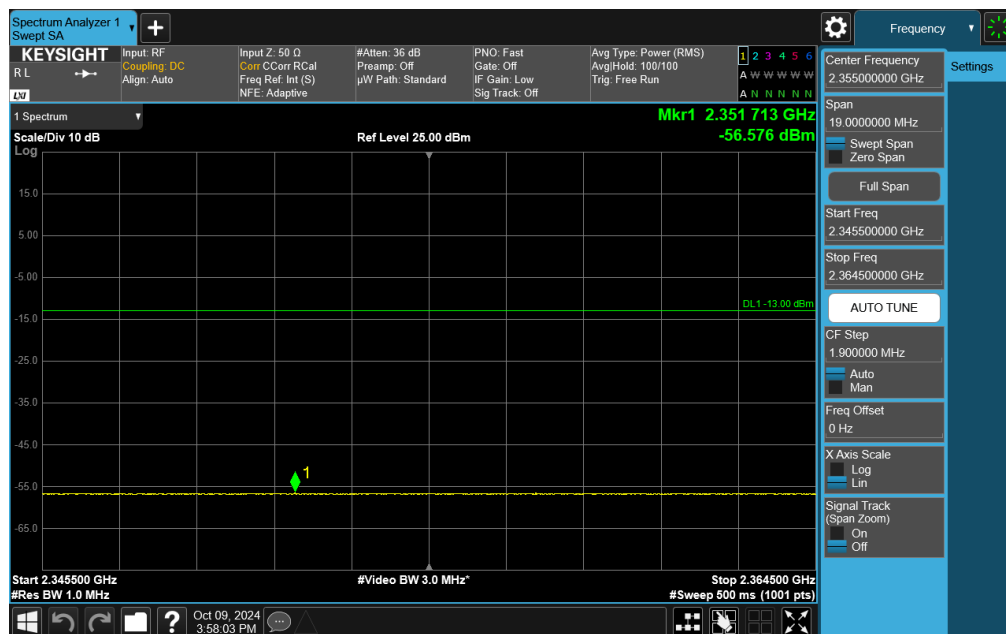 Spectrum Analyzer 1
Swept SA
Frequency
KEYSIGHT
R L
LXI
Input: RF
Coupling: DC
Align: Auto
Input Z: 50 Ω
Corr CCorr RCal
Freq Ref: Int (S)
NFE: Adaptive
#Atten: 36 dB
Preamp: Off
µW Path: Standard
PNO: Fast
Gate: Off
IF Gain: Low
Sig Track: Off
Avg Type: Power (RMS)
Avg|Hold: 100/100
Trig: Free Run
1 2 3 4 5 6
A W W W W W
A N N N N N
1 Spectrum
Scale/Div 10 dB
Log
Ref Level 25.00 dBm
Mkr1 2.351 713 GHz
-56.576 dBm
15.0
5.00
-5.00
-15.0
-25.0
-35.0
-45.0
-55.0
-65.0
DL1 -13.00 dBm
1
Start 2.345500 GHz
#Res BW 1.0 MHz
#Video BW 3.0 MHz*
Stop 2.364500 GHz
#Sweep 500 ms (1001 pts)
Oct 09, 2024
3:58:03 PM
?
Center Frequency
2.355000000 GHz
Span
19.0000000 MHz
Swept Span
Zero Span
Full Span
Start Freq
2.345500000 GHz
Stop Freq
2.364500000 GHz
AUTO TUNE
CF Step
1.900000 MHz
Auto
Man
Freq Offset
0 Hz
X Axis Scale
Log
Lin
Signal Track
(Span Zoom)
On
Off
Settings